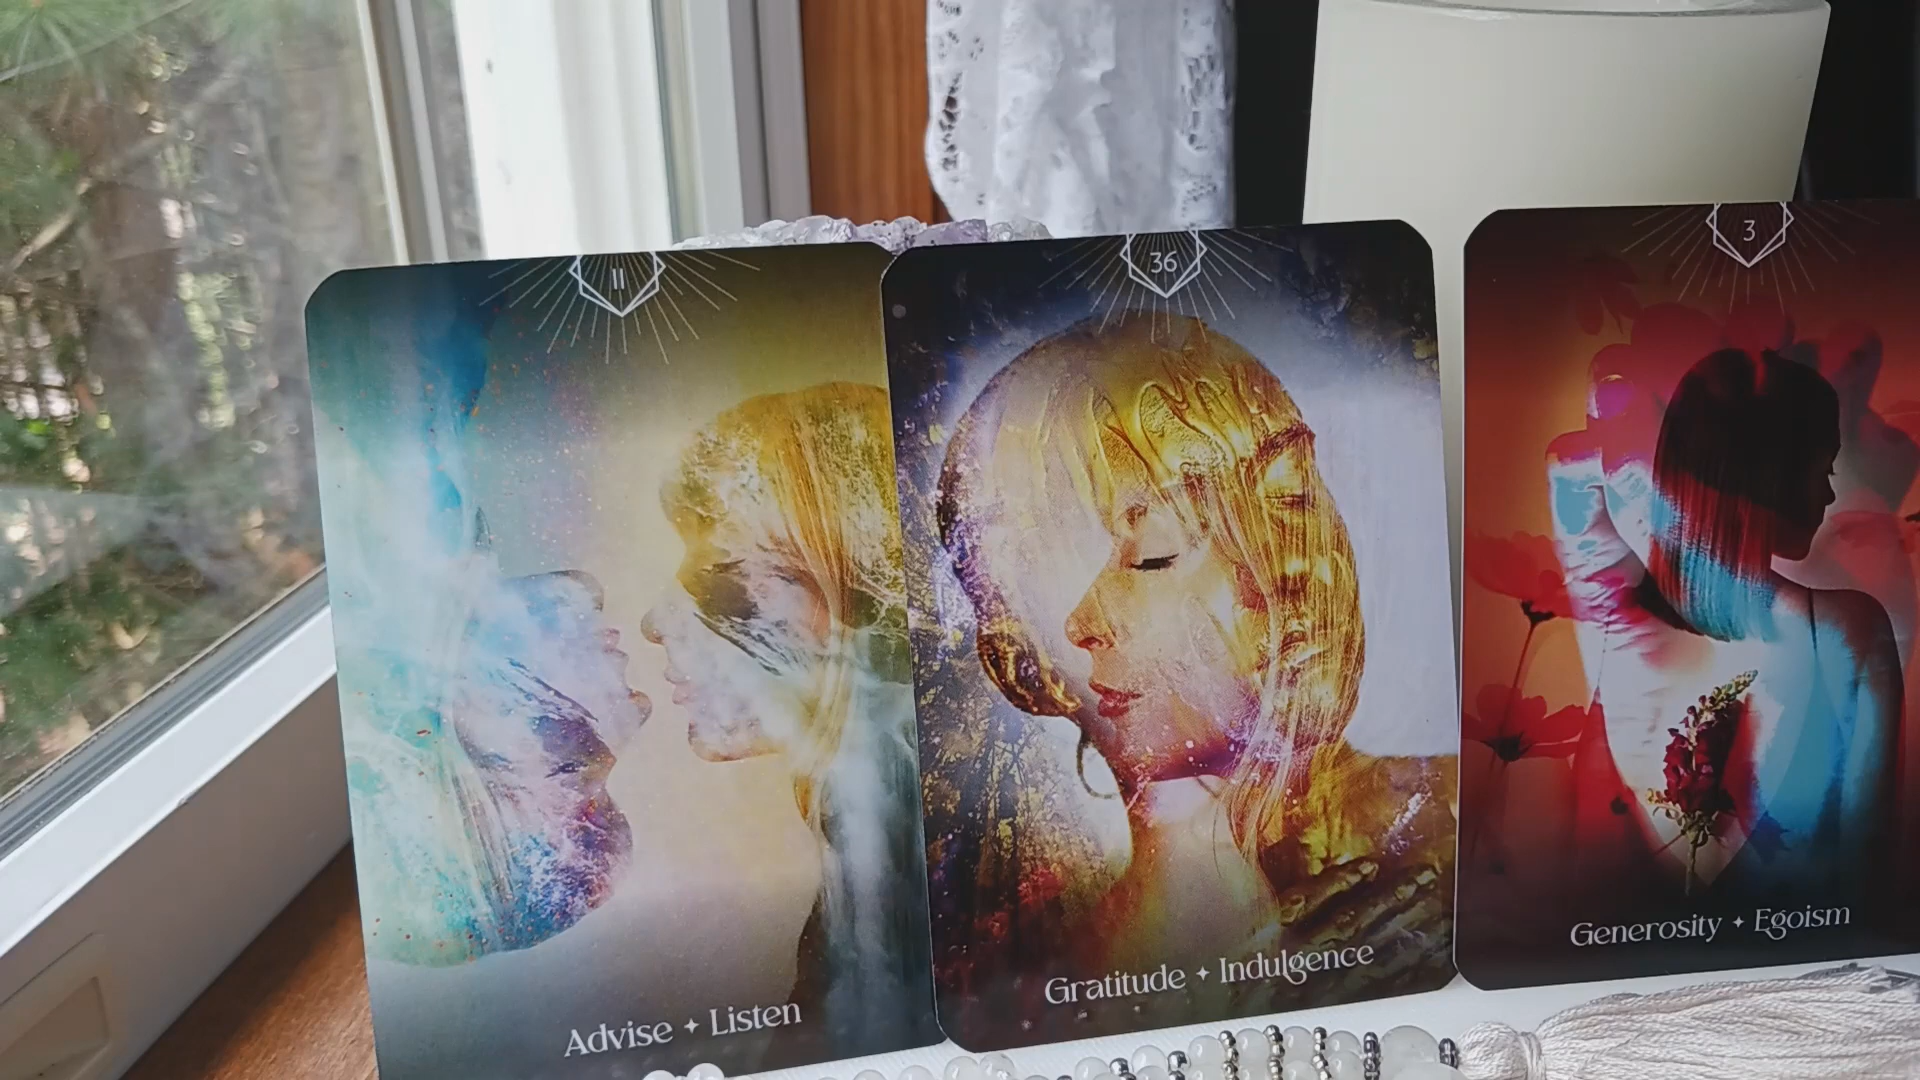 11
Advise ✦ Listen
36
Gratitude ✦ Indulgence
3
Generosity ✦ Egoism